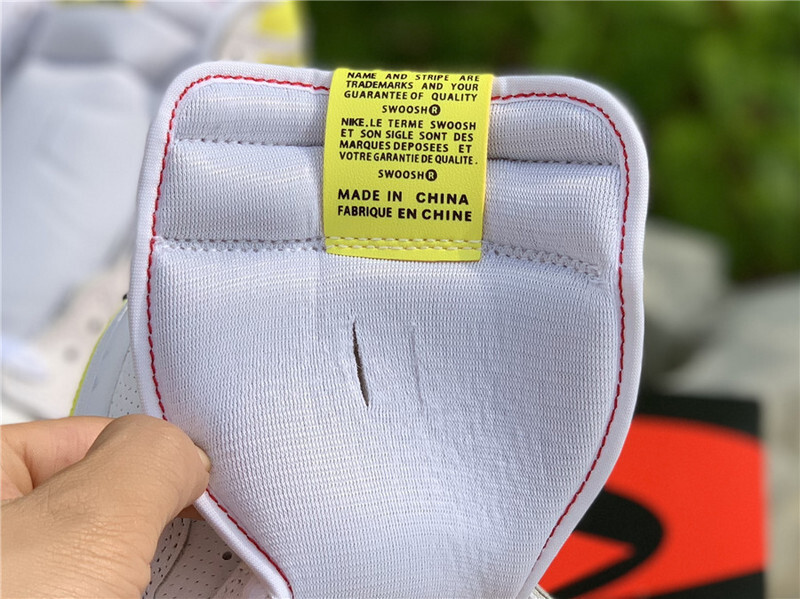 NAME AND STRIPE ARE
TRADEMARKS AND YOUR
GUARANTEE OF QUALITY
SWOOSH®
NIKE.LE TERME SWOOSH
ET SON SIGLE SONT DES
MARQUES DEPOSEES ET
VOTRE GARANTIE DE QUALITE.
SWOOSH®
MADE IN CHINA
FABRIQUE EN CHINE